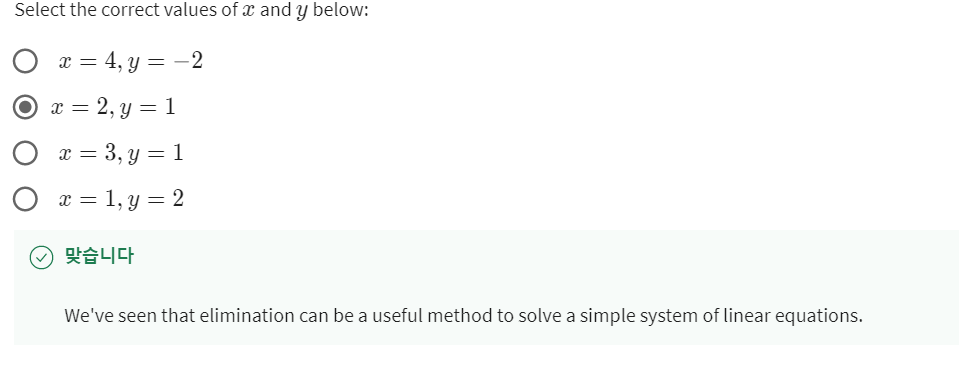 Select the correct values of x and y below:
x = 4, y = −2
x = 2, y = 1
x = 3, y = 1
x = 1, y = 2
맞습니다
We've seen that elimination can be a useful method to solve a simple system of linear equations.